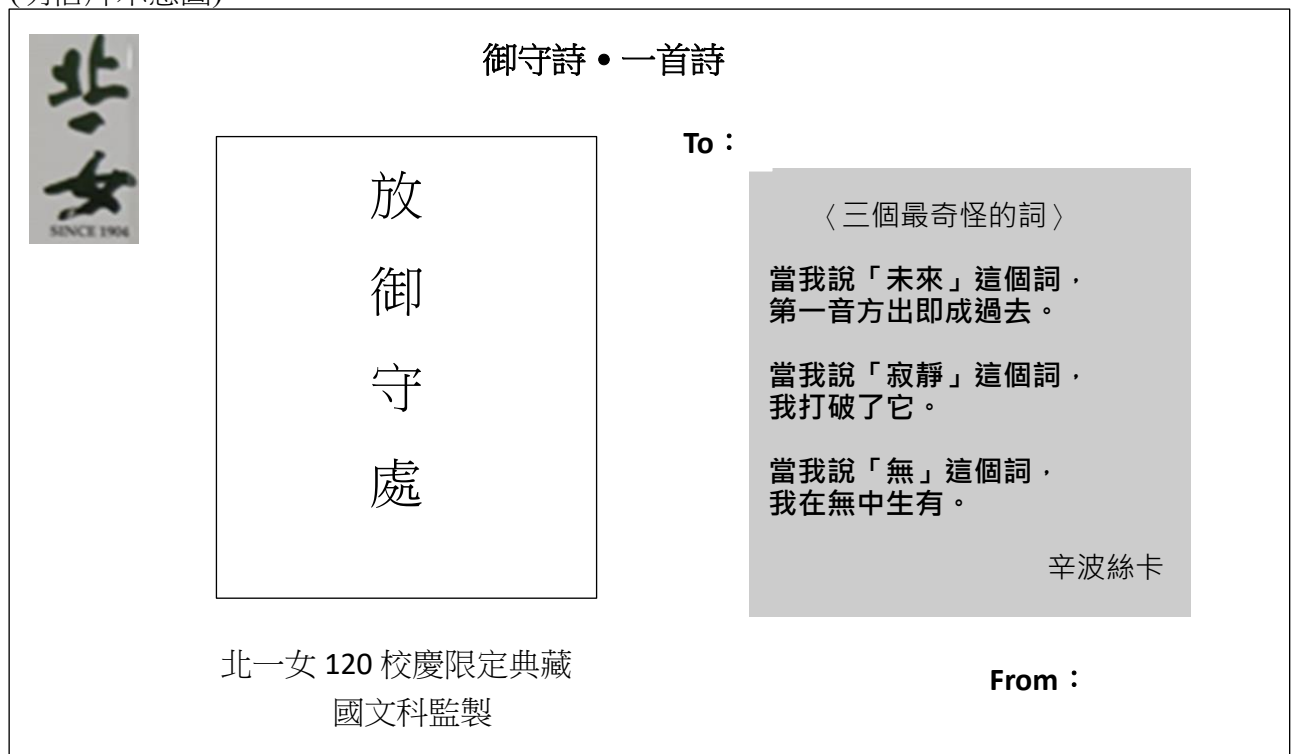 御守詩•一首詩
北一女
SINCE 1904
放
御
守
處
北一女 120 校慶限定典藏
國文科監製
To：
〈三個最奇怪的詞〉
當我說「未來」這個詞，
第一音方出即成過去。
當我說「寂靜」這個詞，
我打破了它。
當我說「無」這個詞，
我在無中生有。
辛波絲卡
From：